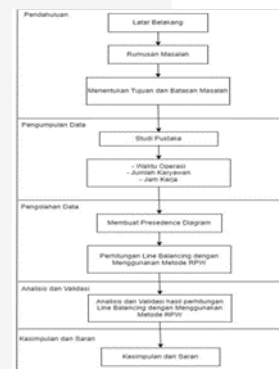 Pendahuluan
Latar Belakang
Rumusan Masalah
Menentukan Tujuan dan Batasan Masalah
Pengumpulan Data
Studi Pustaka
- Waktu Operasi
- Jumlah Karyawan
- Jam Kerja
Pengolahan Data
Membuat Presedence Diagram
Perhitungan Line Balancing dengan
Menggunakan Metode RPW
Analisis dan Validasi
Analisis dan Validasi hasil perhitungan
Line Balancing dengan Menggunakan
Metode RPW
Kesimpulan dan Saran
Kesimpulan dan Saran